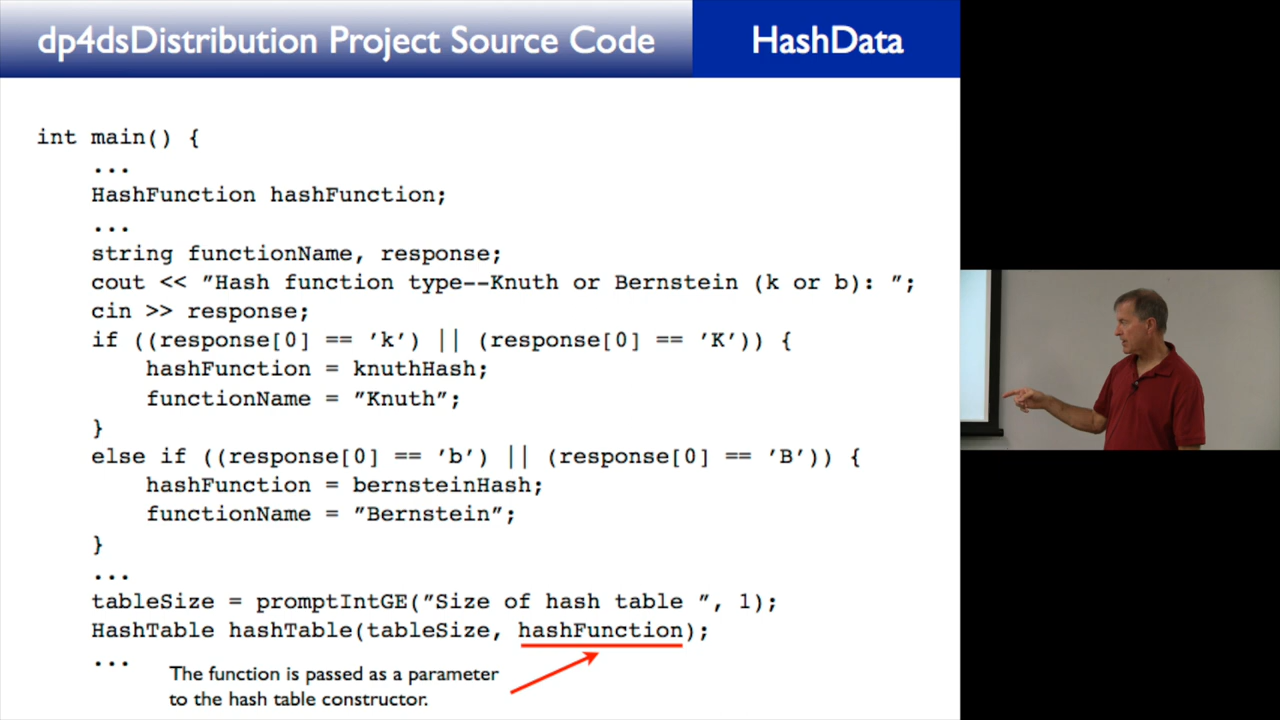 dp4dsDistribution Project Source Code
HashData
int main() {
...
HashFunction hashFunction;
...
string functionName, response;
cout << ”Hash function type--Knuth or Bernstein (k or b): ”;
cin >> response;
if ((response[0] == ’k’) || (response[0] == ’K’)) {
hashFunction = knuthHash;
functionName = ”Knuth”;
}
else if ((response[0] == ’b’) || (response[0] == ’B’)) {
hashFunction = bernsteinHash;
functionName = ”Bernstein”;
}
...
tableSize = promptIntGE(”Size of hash table ”, 1);
HashTable hashTable(tableSize, hashFunction);
...
The function is passed as a parameter
to the hash table constructor.